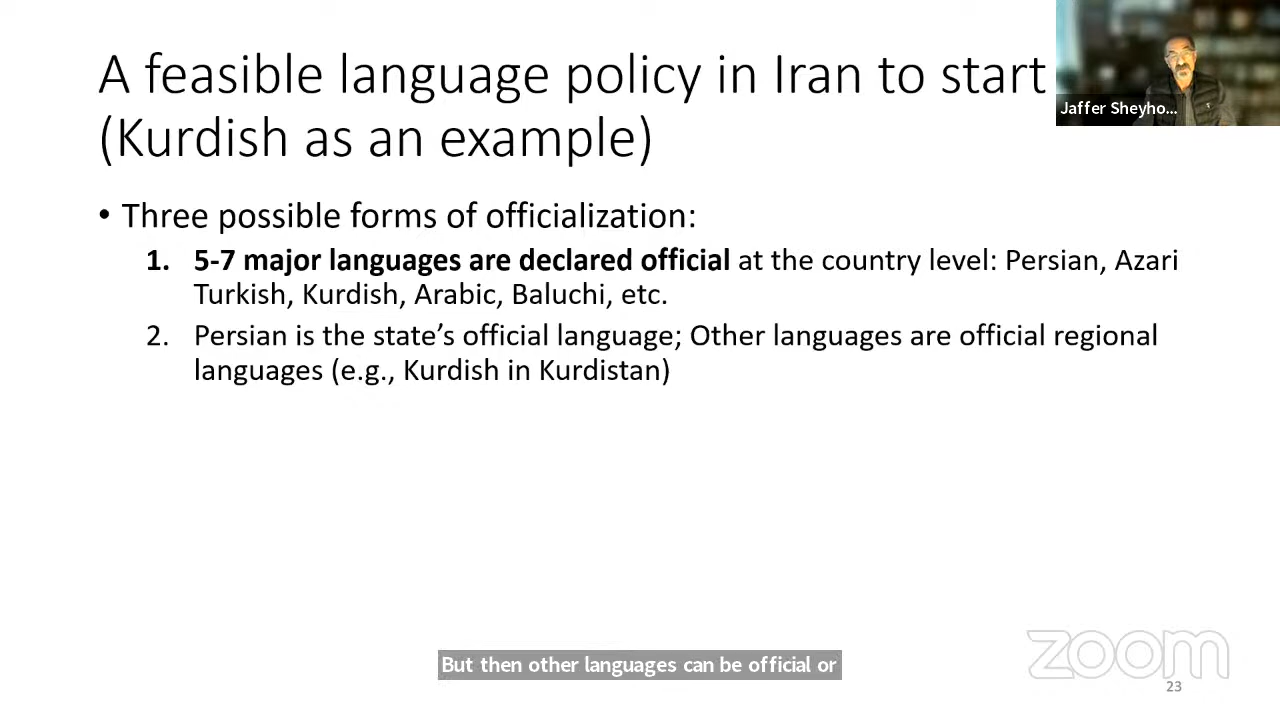 A feasible language policy in Iran to start
(Kurdish as an example)
Jaffer Sheyho...
• Three possible forms of officialization:
1. 5-7 major languages are declared official at the country level: Persian, Azari
Turkish, Kurdish, Arabic, Baluchi, etc.
2. Persian is the state's official language; Other languages are official regional
languages (e.g., Kurdish in Kurdistan)
But then other languages can be official or
zoom
23